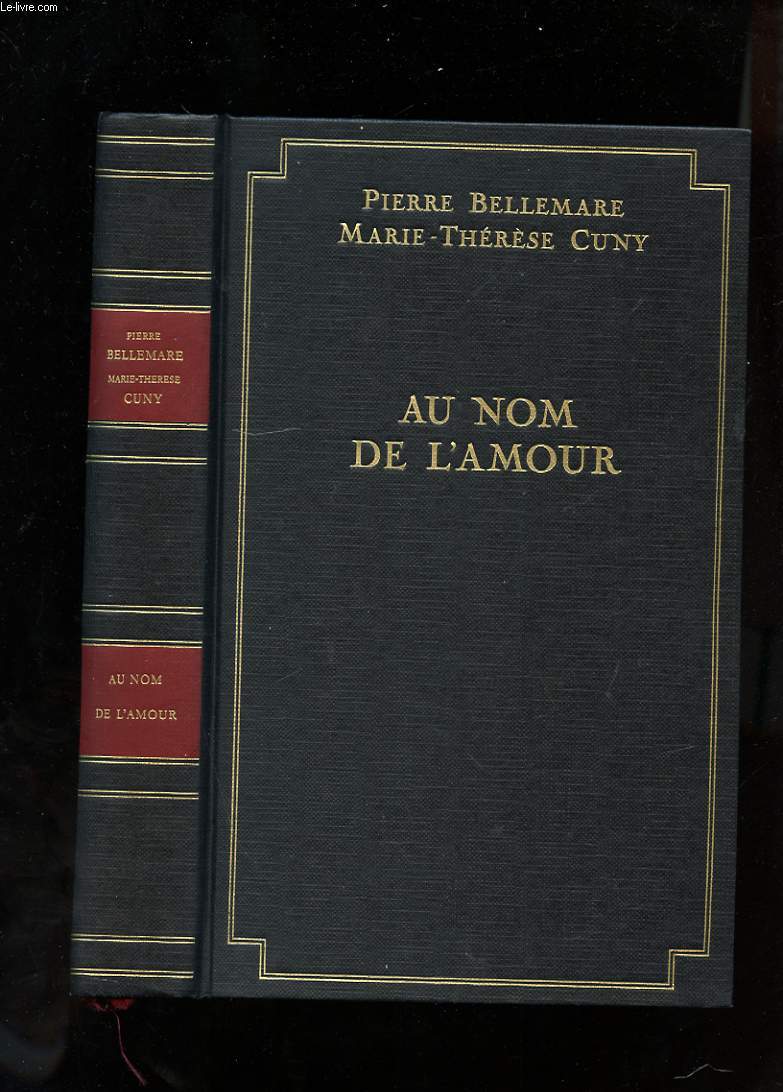 Le-livre.com
PIERRE
BELLEMARE
MARIE-THERESE
CUNY
AU NOM
DE L'AMOUR
PIERRE BELLEMARE
MARIE-THÉRÈSE CUNY
AU NOM
DE L'AMOUR